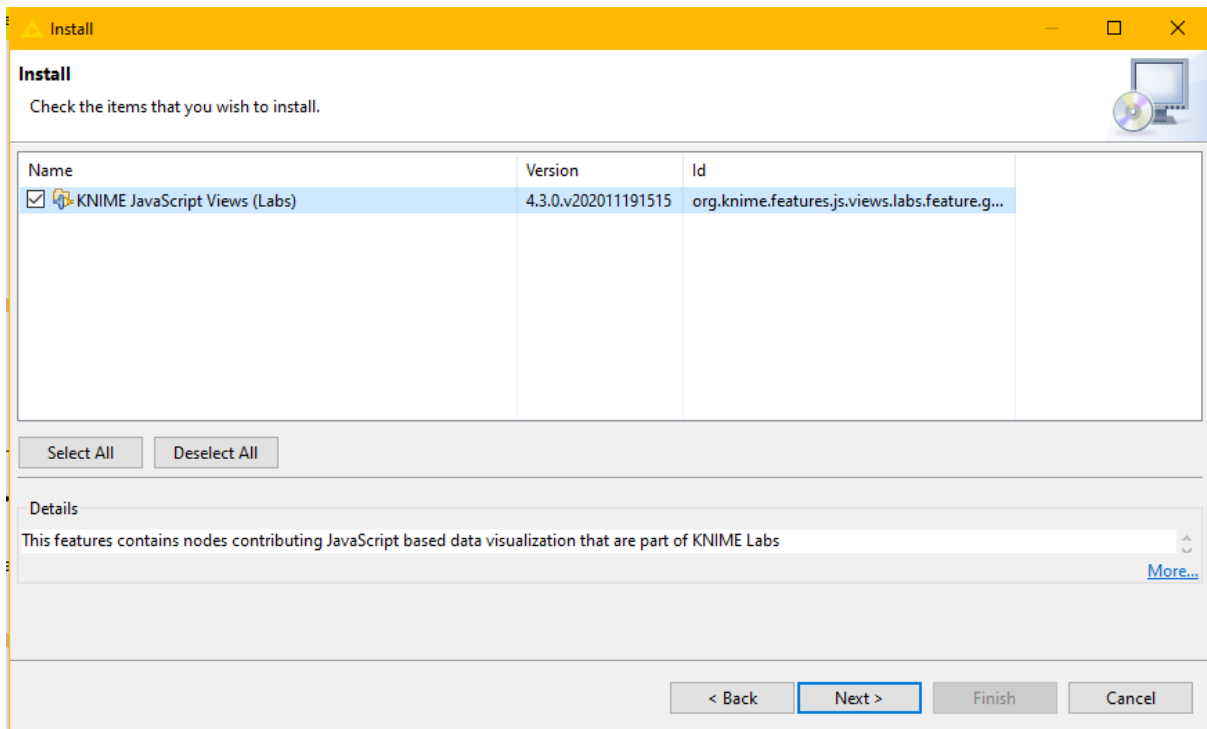 Install
Install
Check the items that you wish to install.
Name Version Id
KNIME JavaScript Views (Labs) 4.3.0.v202011191515 org.knime.features.js.views.labs.feature.g...
Select All Deselect All
Details
This features contains nodes contributing JavaScript based data visualization that are part of KNIME Labs
More...
< Back Next > Finish Cancel